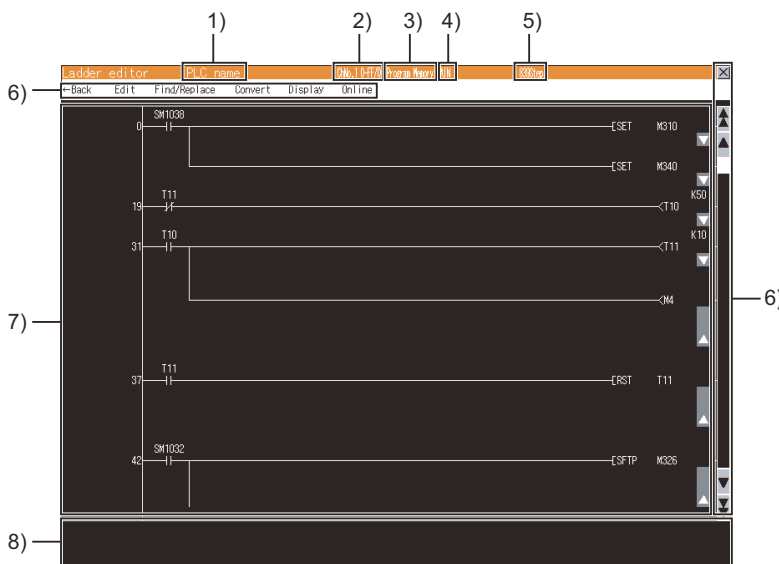 1)
2) 3) 4) 5)
Ladder editor PLC name Program Memory
6)
←Back Edit Find/Replace Convert Display Online
SM1038
0 SET M310
SET M340
T11 K50
19 T10
T10 K10
31 T11
M4
6)
7)
T11
37 RST T11
SM1032
42 SFTP M326
8)